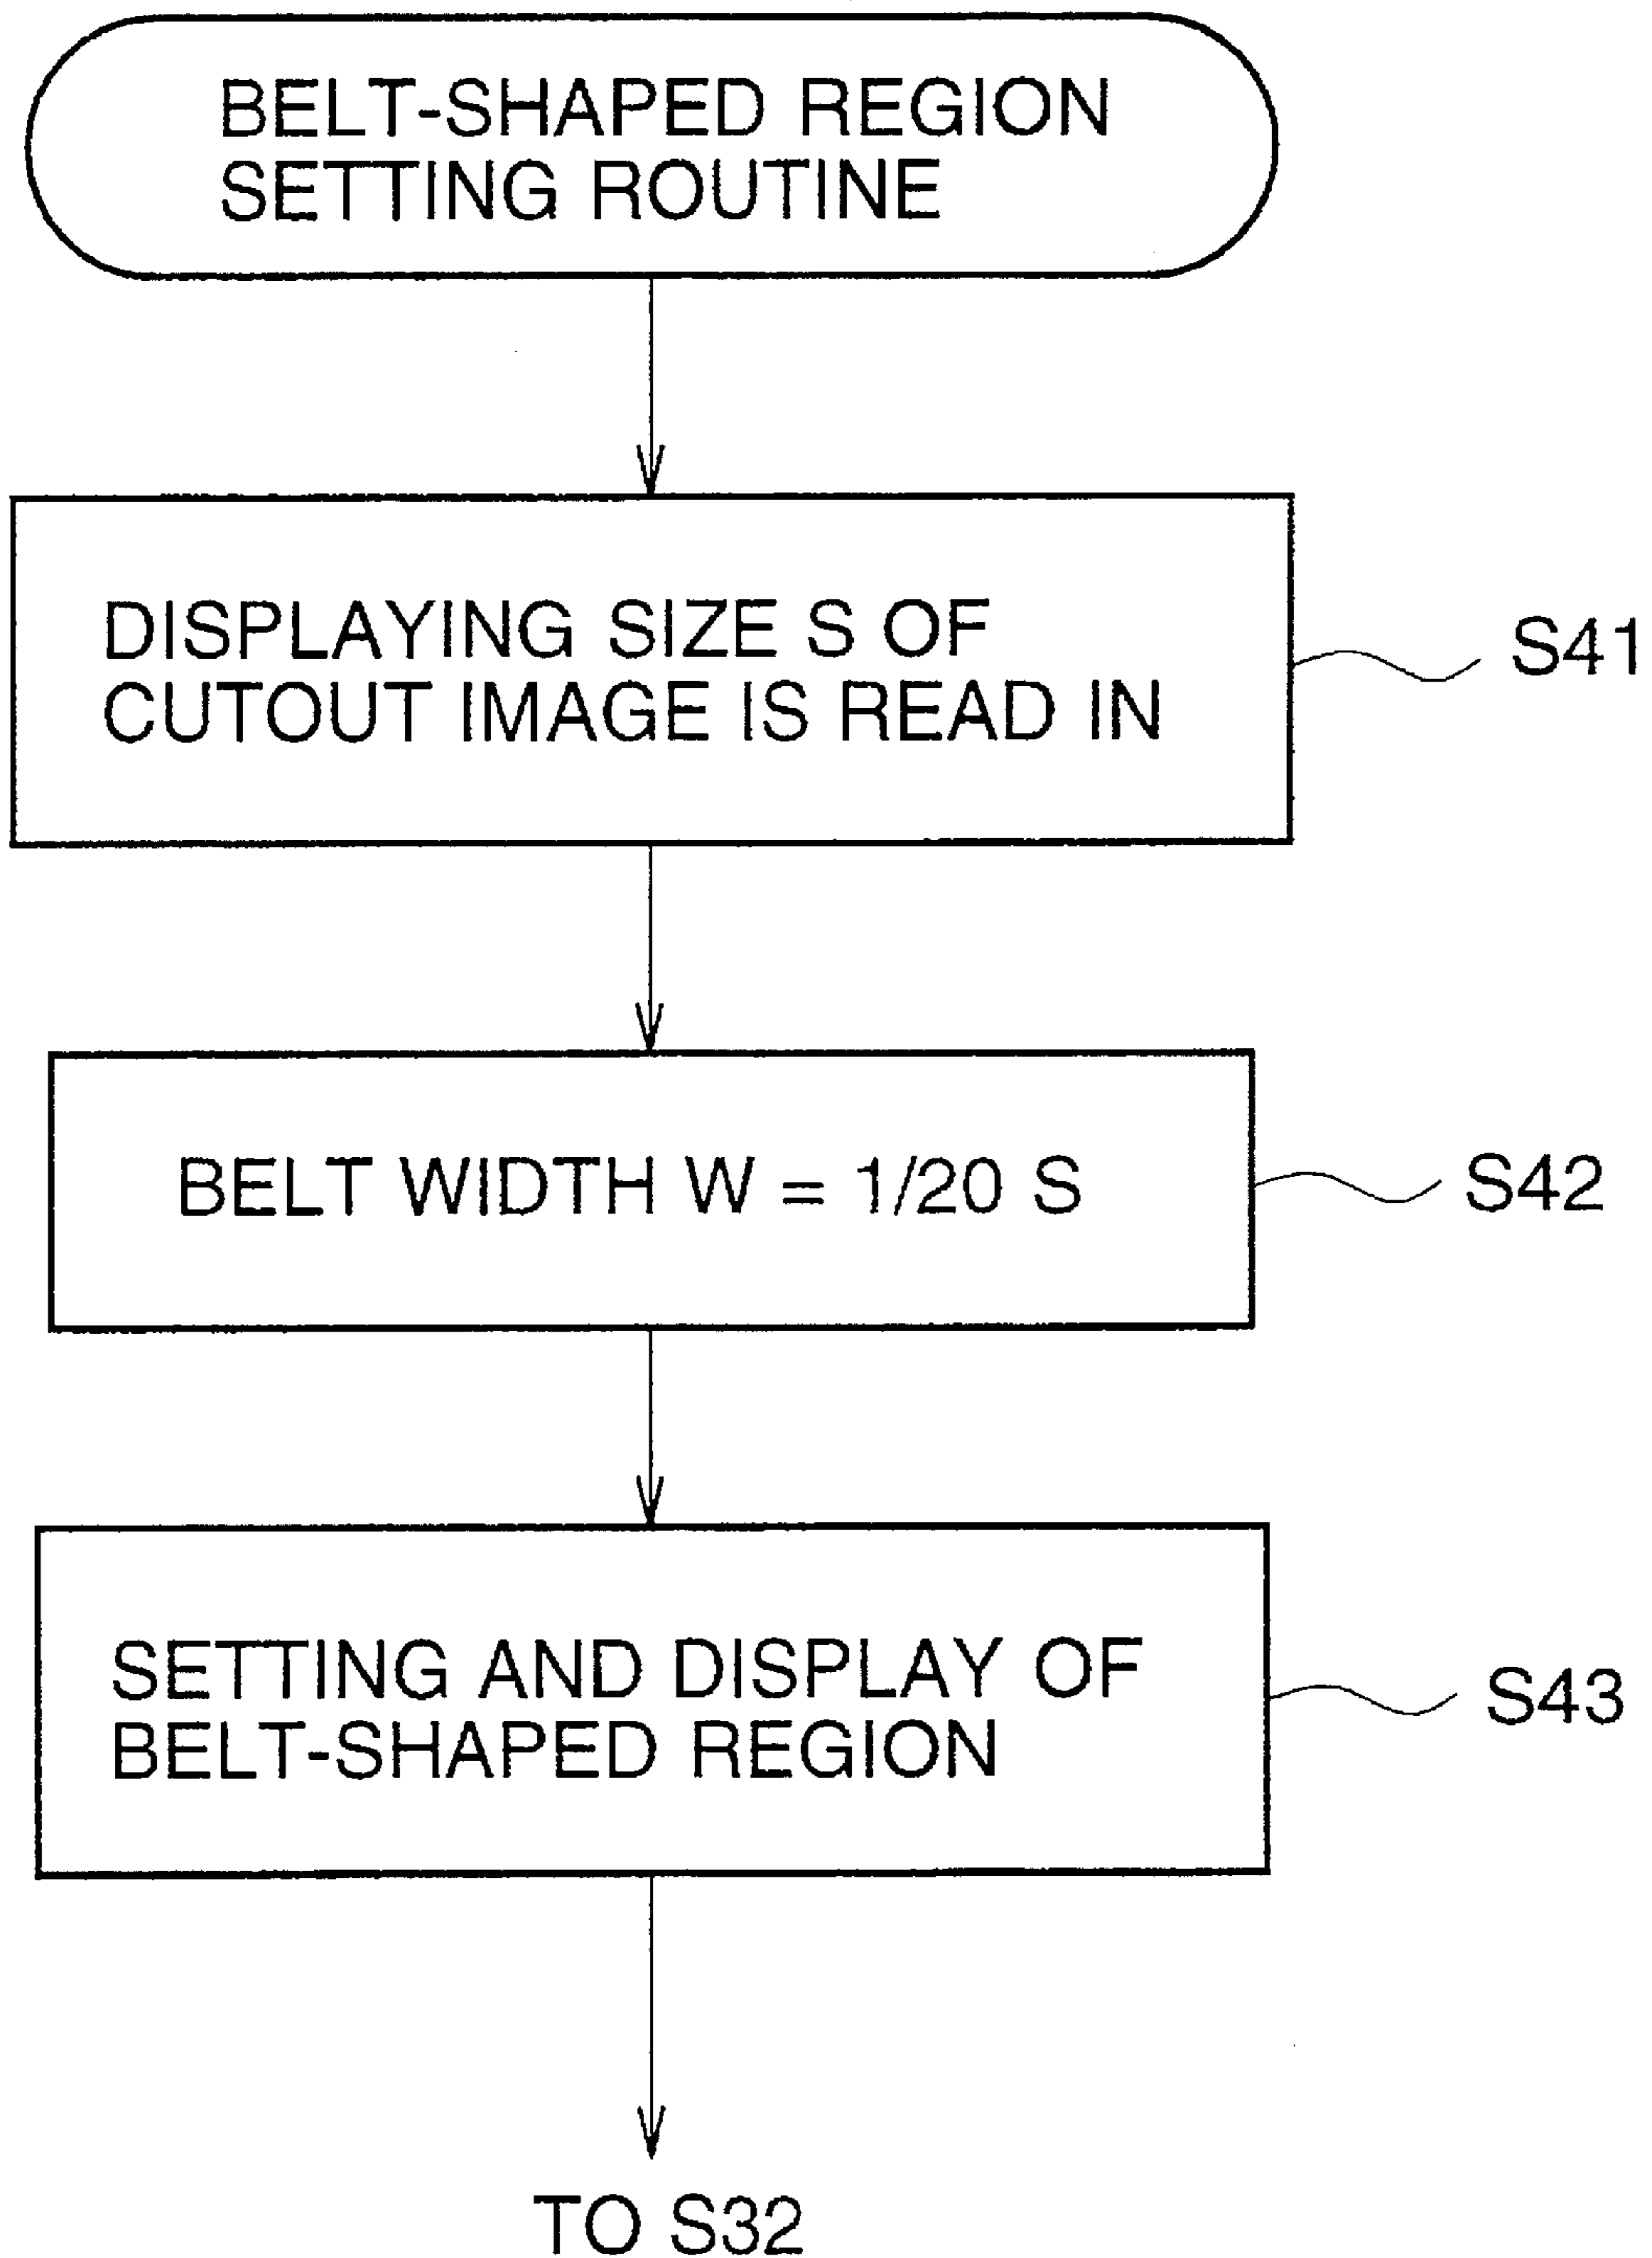 BELT-SHAPED REGION
SETTING ROUTINE
DISPLAYING SIZE S OF
CUTOUT IMAGE IS READ IN
S41
BELT WIDTH W = 1/20 S
S42
SETTING AND DISPLAY OF
BELT-SHAPED REGION
S43
TO S32